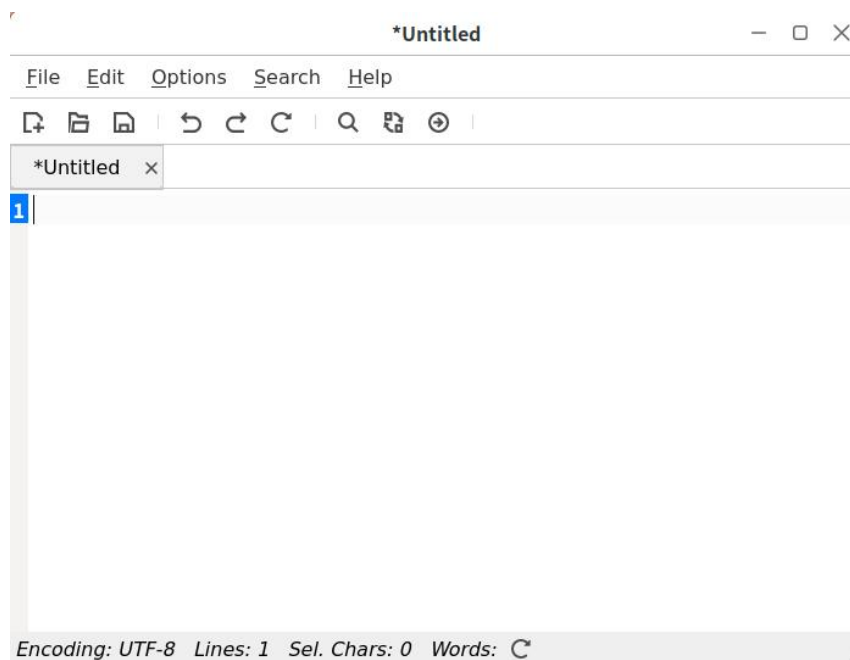 *Untitled
File Edit Options Search Help
*Untitled
1
Encoding: UTF-8 Lines: 1 Sel. Chars: 0 Words: